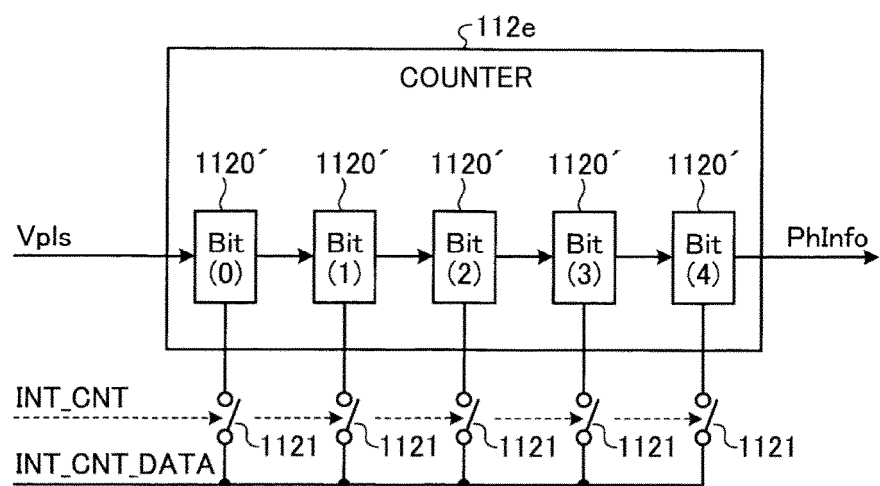 112e
COUNTER
1120´ 1120´ 1120´ 1120´ 1120´
Vpls
Bit (0)
Bit (1)
Bit (2)
Bit (3)
Bit (4)
PhInfo
INT_CNT
1121 1121 1121 1121 1121
INT_CNT_DATA